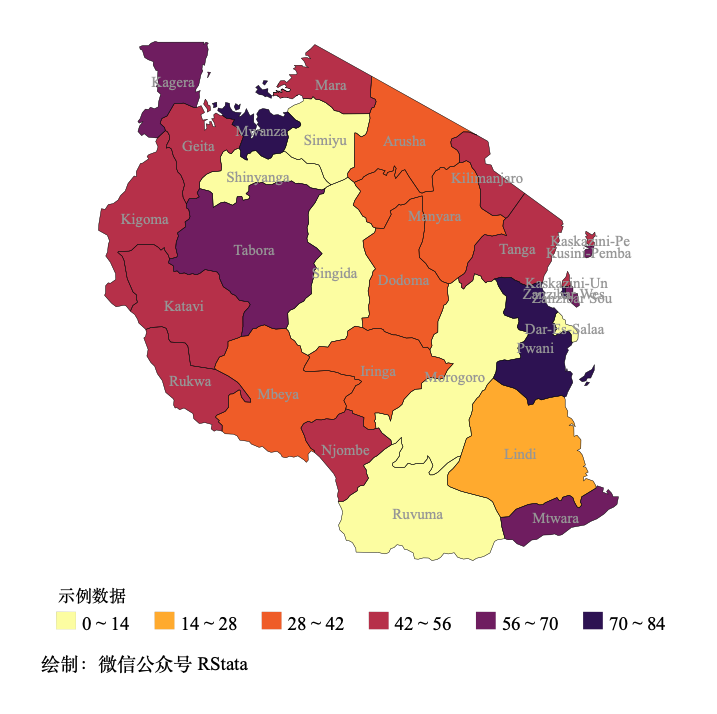 Kagera
Mara
Mwanza
Simiyu
Arusha
Geita
Shinyanga
Kilimanjaro
Kigoma
Manyara
Tabora
Tanga
Kaskazini-Pe
Kusini-Pemba
Singida
Dodoma
Kaskazini-Un
Zanzibar Wes
Zanzibar Sou
Katavi
Dar-Es-Salaa
Pwani
Rukwa
Mbeya
Iringa
Morogoro
Njombe
Lindi
Ruvuma
Mtwara
示例数据
0 ~ 14 14 ~ 28 28 ~ 42 42 ~ 56 56 ~ 70 70 ~ 84
绘制：微信公众号 RStata